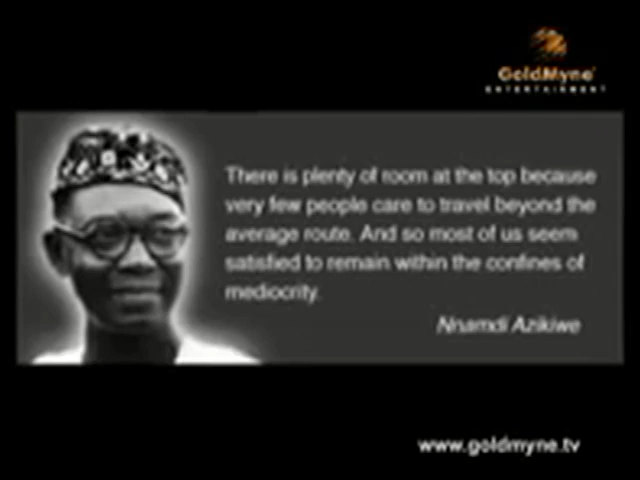 GoldMyne
ENTERTAINMENT
There is plenty of room at the top because
very few people care to travel beyond the
average route. And so most of us seem
satisfied to remain within the confines of
mediocrity.
Nnamdi Azikiwe
www.goldmyne.tv